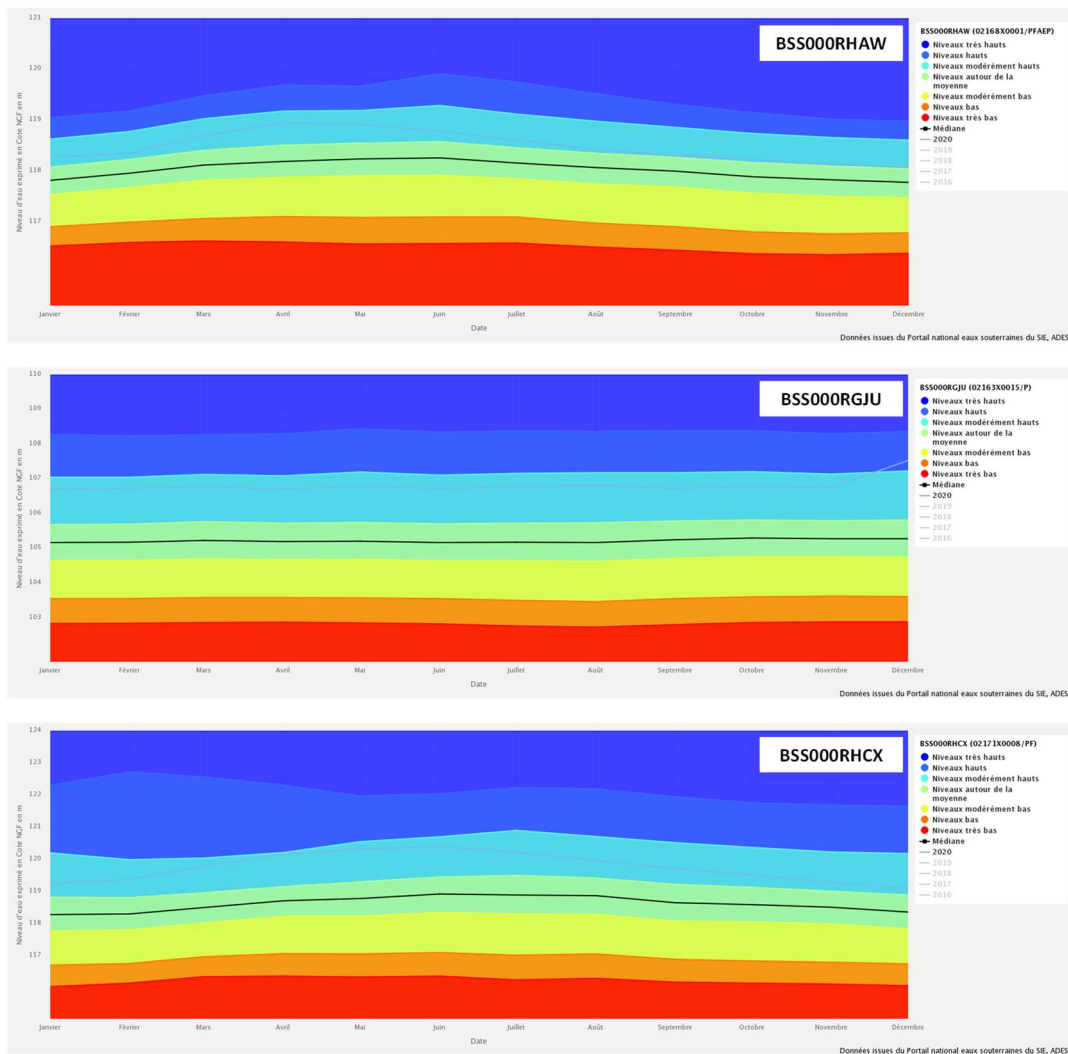 121
120
119
118
117
Niveau d'eau exprimé en Cote NGF en m
BSS000RHAW
BSS000RHAW (02168X0001/PFAEP)
Niveaux très hauts
Niveaux hauts
Niveaux modérément hauts
Niveaux autour de la
moyenne
Niveaux modérément bas
Niveaux bas
Niveaux très bas
Médiane
2020
2019
2018
2017
2016
Janvier Février Mars Avril Mai Juin Juillet Août Septembre Octobre Novembre Décembre
Date
Données issues du Portail national eaux souterraines du SIE, ADES
110
109
108
107
106
105
104
103
Niveau d'eau exprimé en Cote NGF en m
BSS000RGJU
BSS000RGJU (02163X0015/P)
Niveaux très hauts
Niveaux hauts
Niveaux modérément hauts
Niveaux autour de la
moyenne
Niveaux modérément bas
Niveaux bas
Niveaux très bas
Médiane
2020
2019
2018
2017
2016
Janvier Février Mars Avril Mai Juin Juillet Août Septembre Octobre Novembre Décembre
Date
Données issues du Portail national eaux souterraines du SIE, ADES
124
123
122
121
120
119
118
117
Niveau d'eau exprimé en Cote NGF en m
BSS000RHCX
BSS000RHCX (02171X0008/PF)
Niveaux très hauts
Niveaux hauts
Niveaux modérément hauts
Niveaux autour de la
moyenne
Niveaux modérément bas
Niveaux bas
Niveaux très bas
Médiane
2020
2019
2018
2017
2016
Janvier Février Mars Avril Mai Juin Juillet Août Septembre Octobre Novembre Décembre
Date
Données issues du Portail national eaux souterraines du SIE, ADES